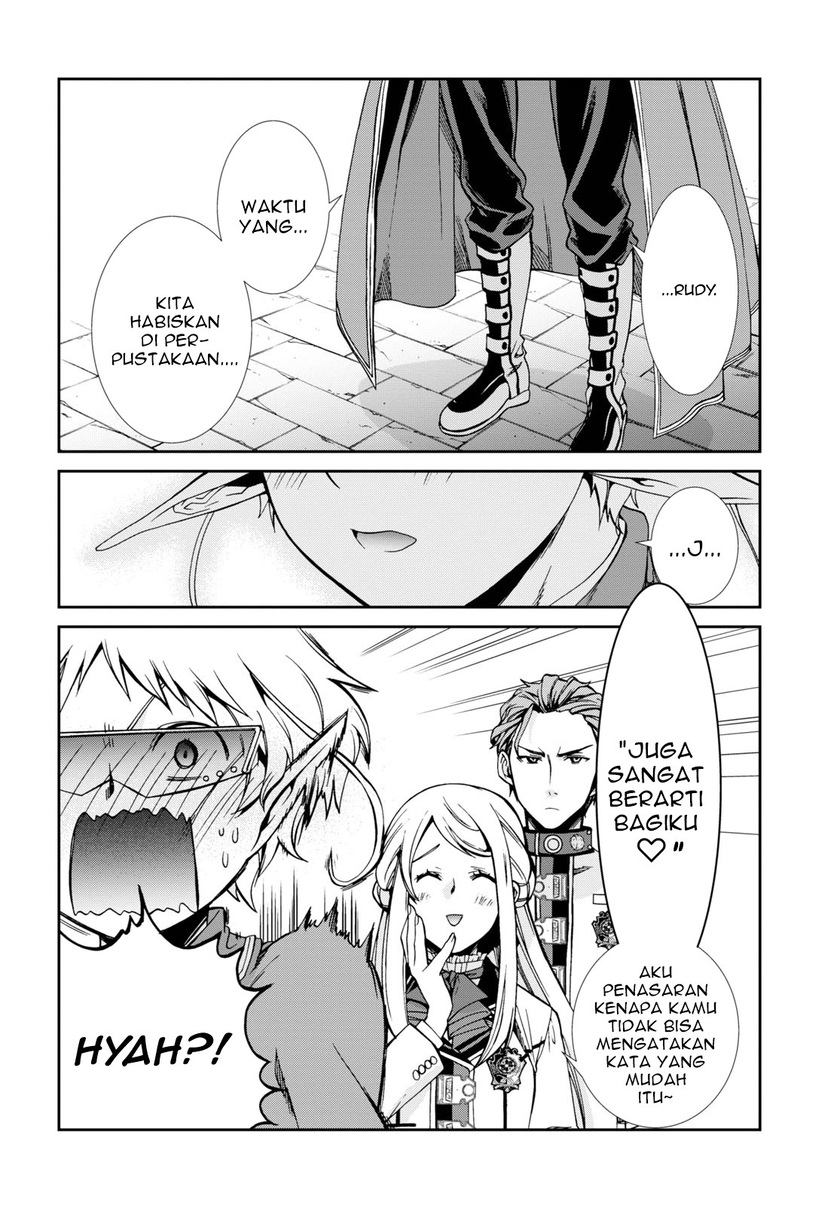 ...RUDY.
WAKTU
YANG...
KITA
HABISKAN
DI PER-
PUSTAKAAN....
...J...
"JUGA
SANGAT
BERARTI
BAGIKU
♡"
AKU
PENASARAN
KENAPA KAMU
TIDAK BISA
MENGATAKAN
KATA YANG
MUDAH
ITU~
HYAH?!